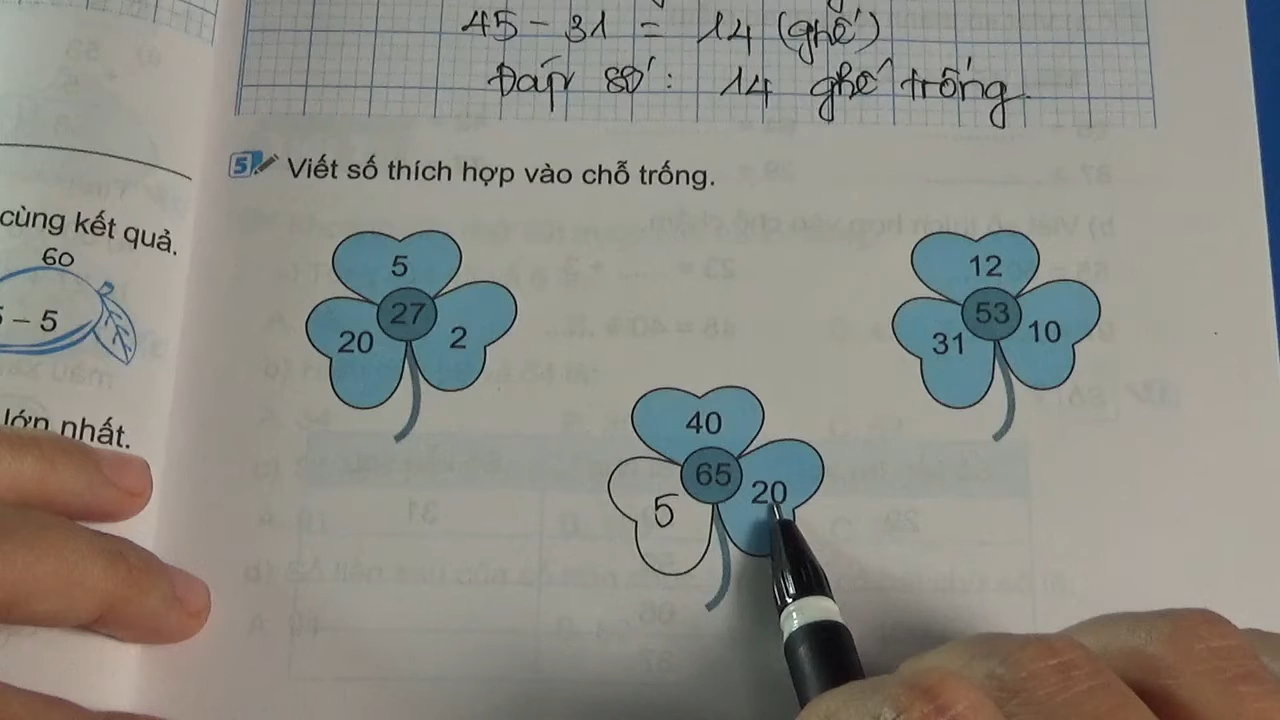 45 - 31 = 14 (ghế)
Đáp số: 14 ghế trống.
5 Viết số thích hợp vào chỗ trống.
cùng kết quả.
60
- 5
lớn nhất.
5
27
20
2
12
53
31
10
40
65
5
20